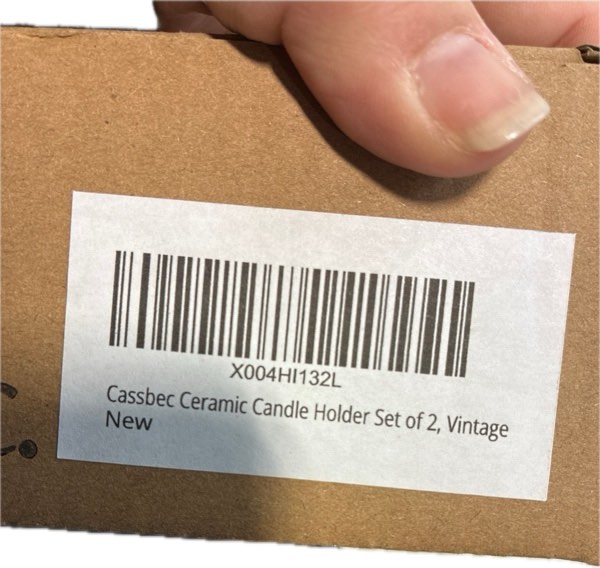 X004HI132L
Cassbec Ceramic Candle Holder Set of 2, Vintage
New